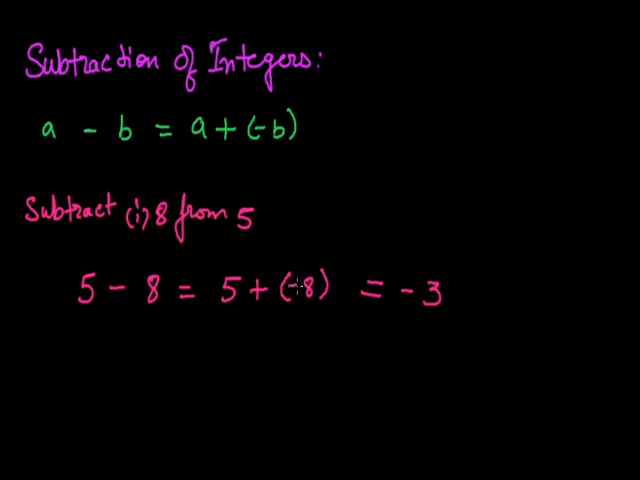 Subtraction of Integers:
a - b = a + (-b)
Subtract (i) 8 from 5
5 - 8 = 5 + (-8) = -3